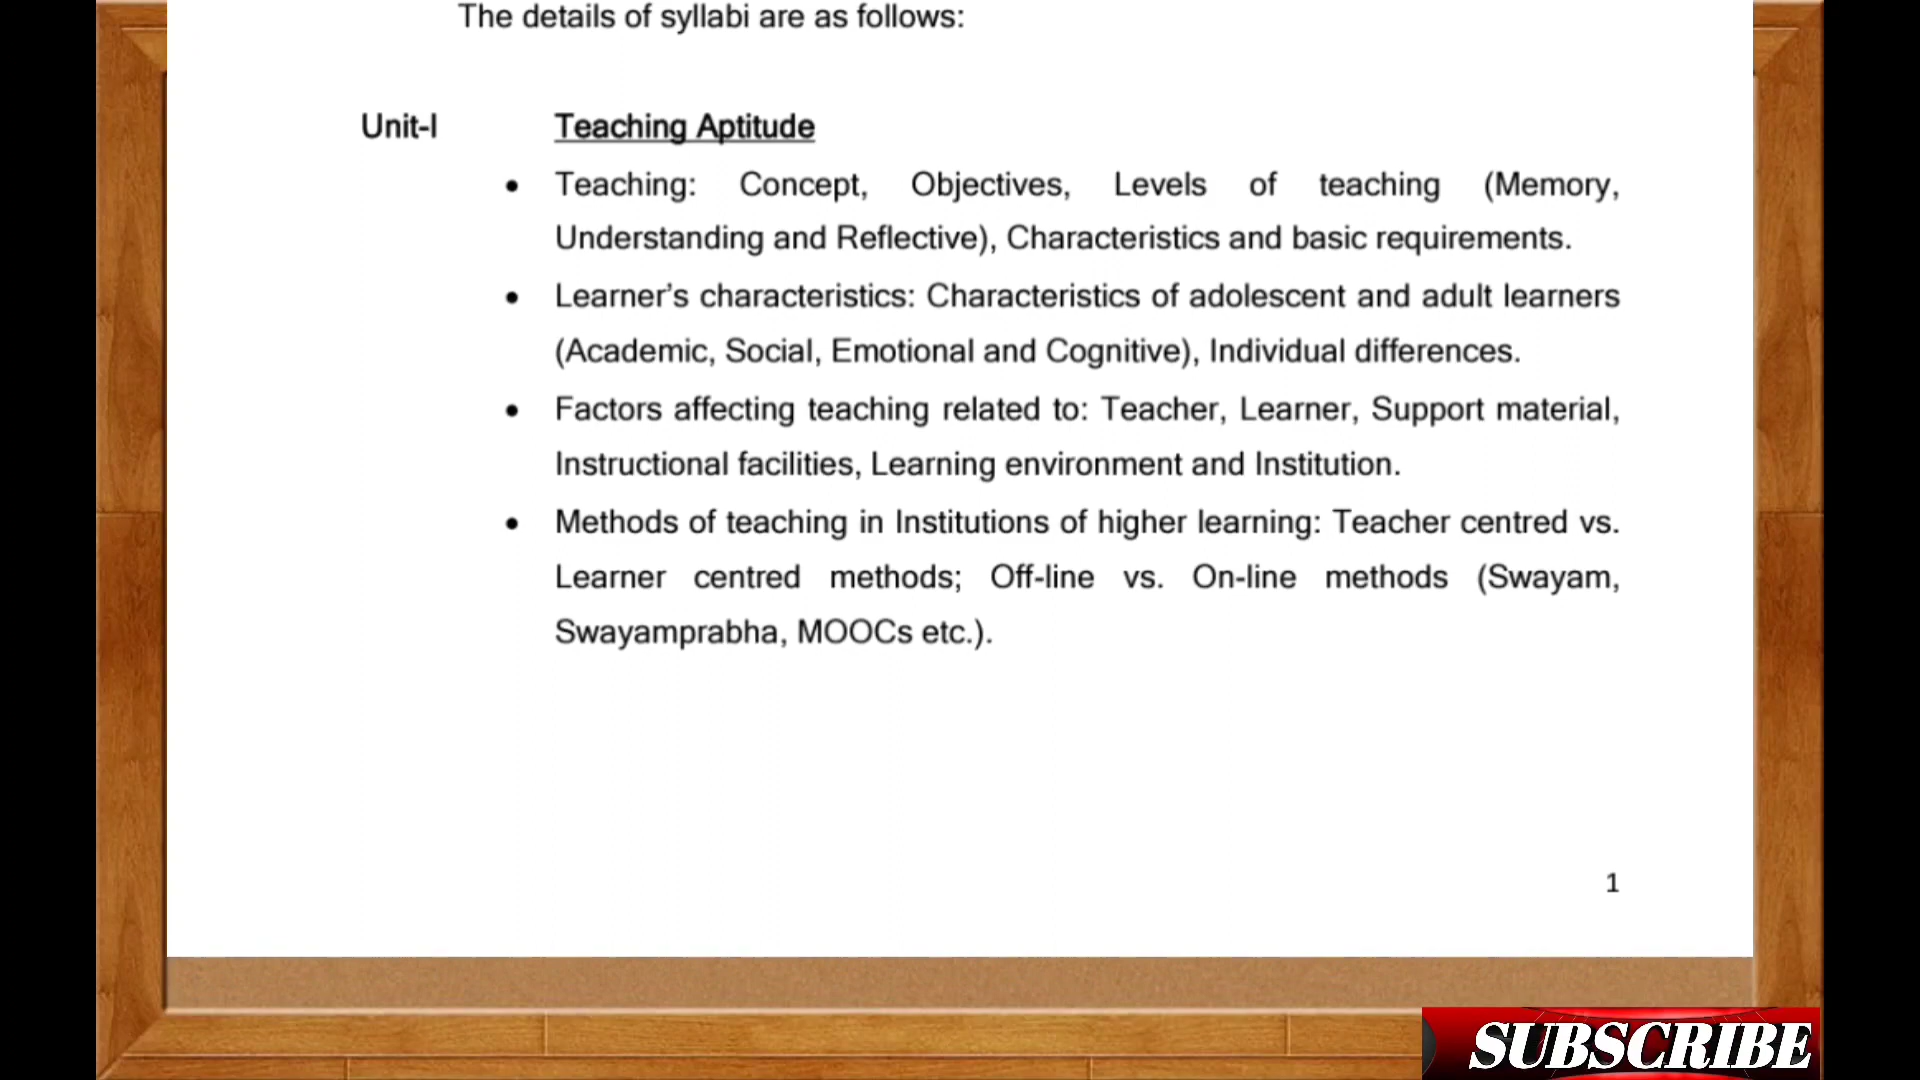 The details of syllabi are as follows:
Unit-I Teaching Aptitude
• Teaching: Concept, Objectives, Levels of teaching (Memory,
Understanding and Reflective), Characteristics and basic requirements.
• Learner’s characteristics: Characteristics of adolescent and adult learners
(Academic, Social, Emotional and Cognitive), Individual differences.
• Factors affecting teaching related to: Teacher, Learner, Support material,
Instructional facilities, Learning environment and Institution.
• Methods of teaching in Institutions of higher learning: Teacher centred vs.
Learner centred methods; Off-line vs. On-line methods (Swayam,
Swayamprabha, MOOCs etc.).
1
SUBSCRIBE